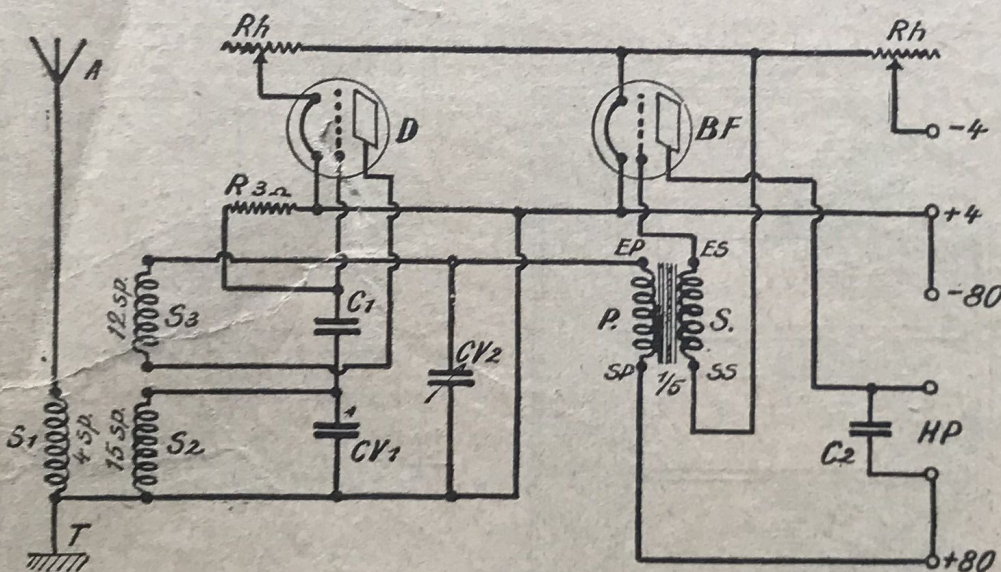 Rh
Rh
A
D
BF
-4
R 3Ω
+4
EP
ES
-80
12 sp.
S3
C1
P.
S.
CV2
SP
1/5
SS
S1
4 sp.
15 sp.
S2
CV1
C2
HP
T
+80